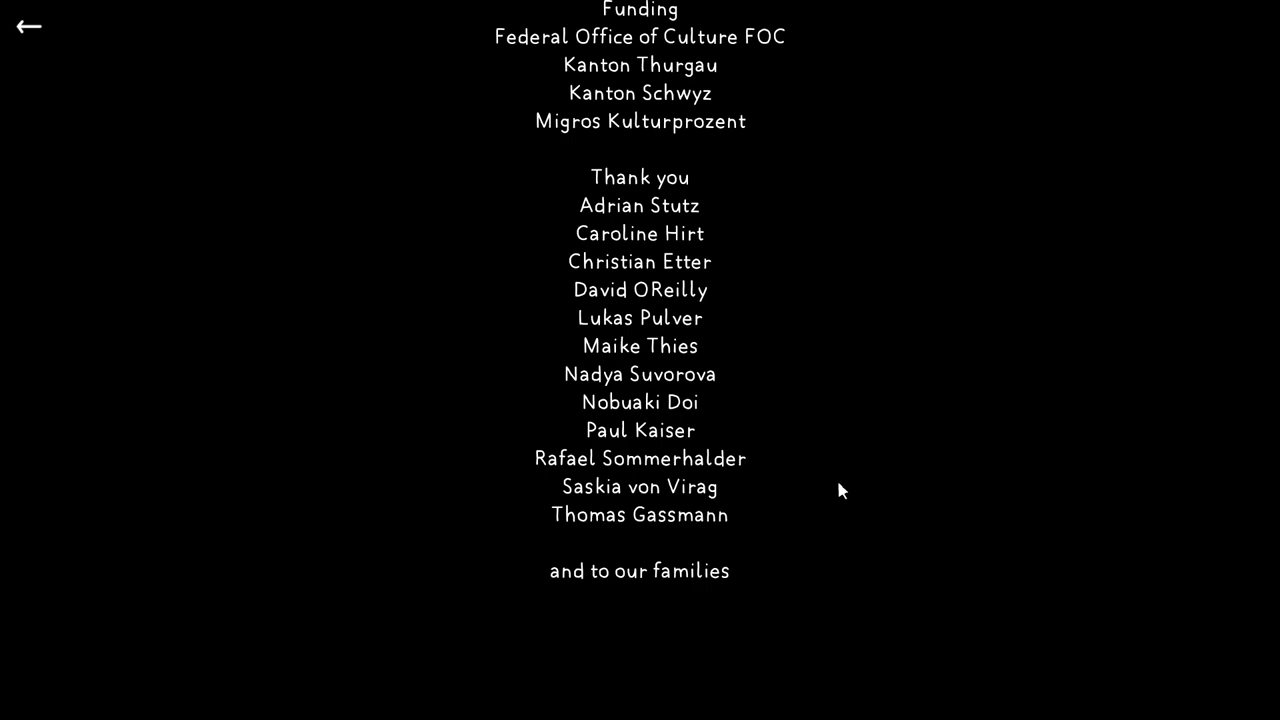 Funding
Federal Office of Culture FOC
Kanton Thurgau
Kanton Schwyz
Migros Kulturprozent
Thank you
Adrian Stutz
Caroline Hirt
Christian Etter
David OReilly
Lukas Pulver
Maike Thies
Nadya Suvorova
Nobuaki Doi
Paul Kaiser
Rafael Sommerhalder
Saskia von Virag
Thomas Gassmann
and to our families